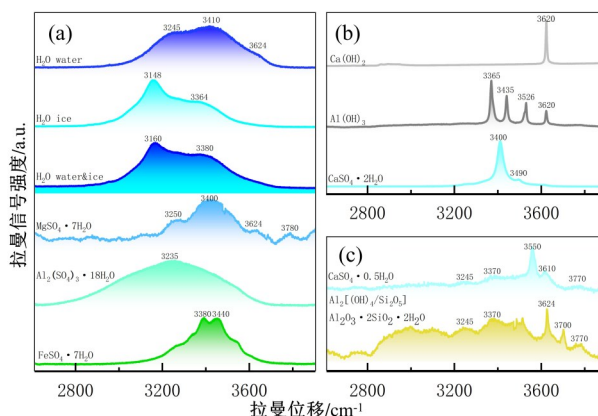 (a)
3245 3410 3624
H₂O water
3148 3364
H₂O ice
3160 3380
H₂O water&ice
3250 3400 3624 3780
MgSO₄·7H₂O
3235
Al₂(SO₄)₃·18H₂O
3380 3440
FeSO₄·7H₂O
2800 3200 3600
(b)
3620
Ca(OH)₂
3365 3435 3526 3620
Al(OH)₃
3400 3490
CaSO₄·2H₂O
2800 3200 3600
(c)
3550
CaSO₄·0.5H₂O 3245 3370 3610 3770
Al₂[(OH)₄/Si₂O₅]
Al₂O₃·2SiO₂·2H₂O 3624
3245 3370 3700 3770
2800 3200 3600
拉曼信号强度/a.u.
拉曼位移/cm⁻¹